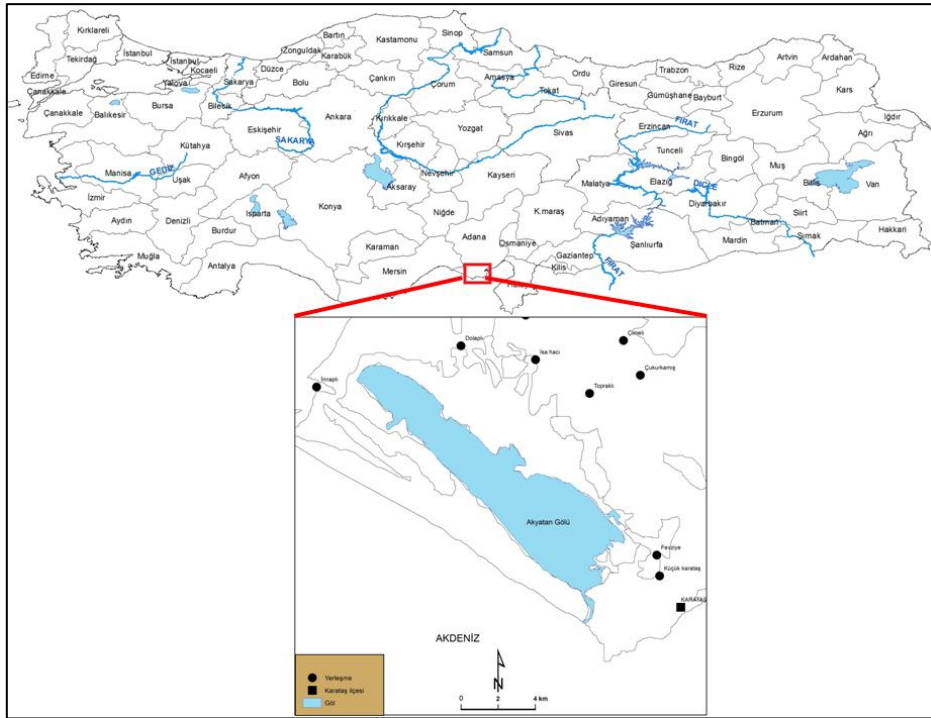 Kırklareli
Tekirdağ
Edirne
İstanbul
İstanbul
Kocaeli
Yalova
Sakarya
Düzce
Zonguldak
Bartın
Karabük
Kastamonu
Sinop
Samsun
Çanakkale
Çanakkale
Balıkesir
Bursa
Bilesik
Bolu
Çankırı
Çorum
Amasya
Tokat
Ordu
Giresun
Trabzon
Rize
Artvin
Ardahan
Gümüşhane
Bayburt
Kars
Erzurum
Iğdır
Ağrı
Eskişehir
SAKARYA
Ankara
Kırıkkale
Kırşehir
Yozgat
Sivas
Erzincan
FIRAT
Tunceli
Bingöl
Muş
Kütahya
Manisa
GEDİZ
Uşak
Afyon
İzmir
Aydın
Denizli
Isparta
Burdur
Muğla
Antalya
Konya
Aksaray
Nevşehir
Kayseri
Niğde
Karaman
Mersin
Adana
Osmaniye
K.maraş
Malatya
Elazığ
DİCLE
Diyarbakır
Adıyaman
Şanlıurfa
Gaziantep
Kilis
FIRAT
Mardin
Batman
Siirt
Şırnak
Bitlis
Van
Hakkari
Dolaplı
İsa hacı
Topraklı
Çukurkamış
İnnaplı
Akyatan Gölü
Fevziye
Küçük karataş
KARATAŞ
AKDENİZ
N
0 2 4 km
Yerleşme
Karataş ilçesi
Göl